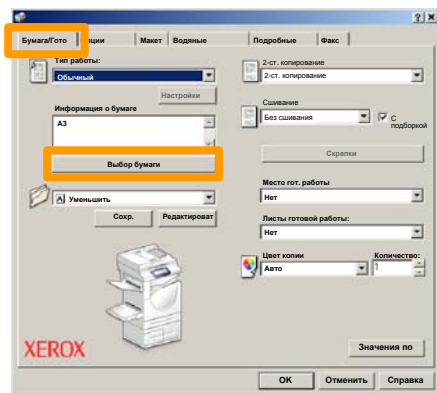 Бумага/Гото
пции
Макет
Водяные
Подробные
Факс
Тип работы:
Обычный
Настройки
Информация о бумаге
А3
Выбор бумаги
Уменьшить
Сохр.
Редактироват
XEROX
2-ст. копирование
2-ст. копирование
Сшивание
Без сшивания
С
подборкой
Скрепки
Место гот. работы
Нет
Листы готовой работы:
Нет
Цвет копии
Количество:
Авто
1
Значения по
OK
Отменить
Справка